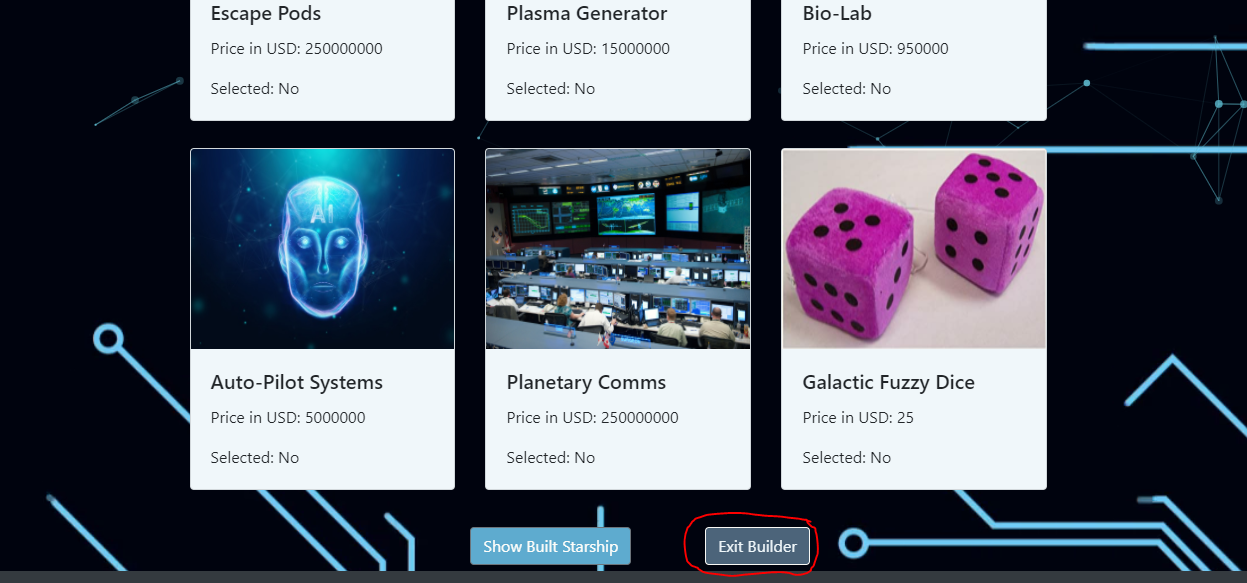 Escape Pods
Plasma Generator
Bio-Lab
Price in USD: 250000000
Price in USD: 15000000
Price in USD: 950000
Selected: No
Selected: No
Selected: No
AI
Auto-Pilot Systems
Planetary Comms
Galactic Fuzzy Dice
Price in USD: 5000000
Price in USD: 250000000
Price in USD: 25
Selected: No
Selected: No
Selected: No
Show Built Starship
Exit Builder